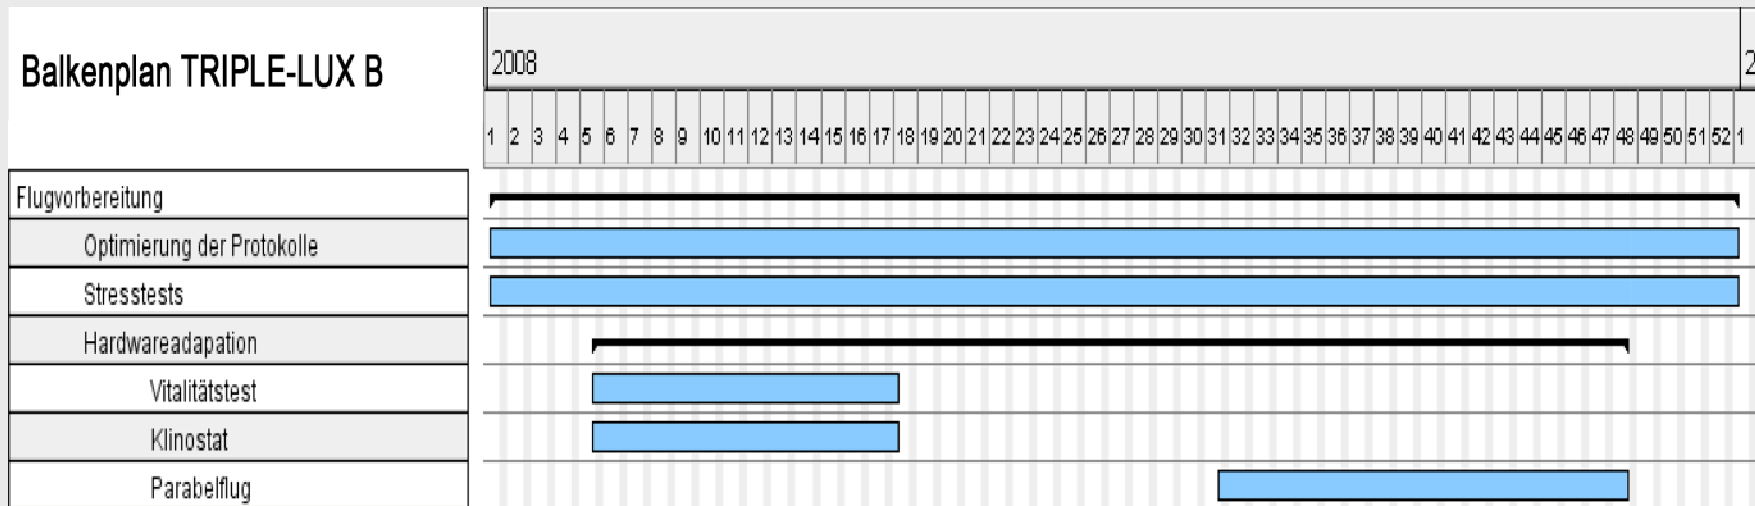 Balkenplan TRIPLE-LUX B
2008
2
1 2 3 4 5 6 7 8 9 10 11 12 13 14 15 16 17 18 19 20 21 22 23 24 25 26 27 28 29 30 31 32 33 34 35 36 37 38 39 40 41 42 43 44 45 46 47 48 49 50 51 52 1
Flugvorbereitung
Optimierung der Protokolle
Stresstests
Hardwareadapation
Vitalitätstest
Klinostat
Parabelflug